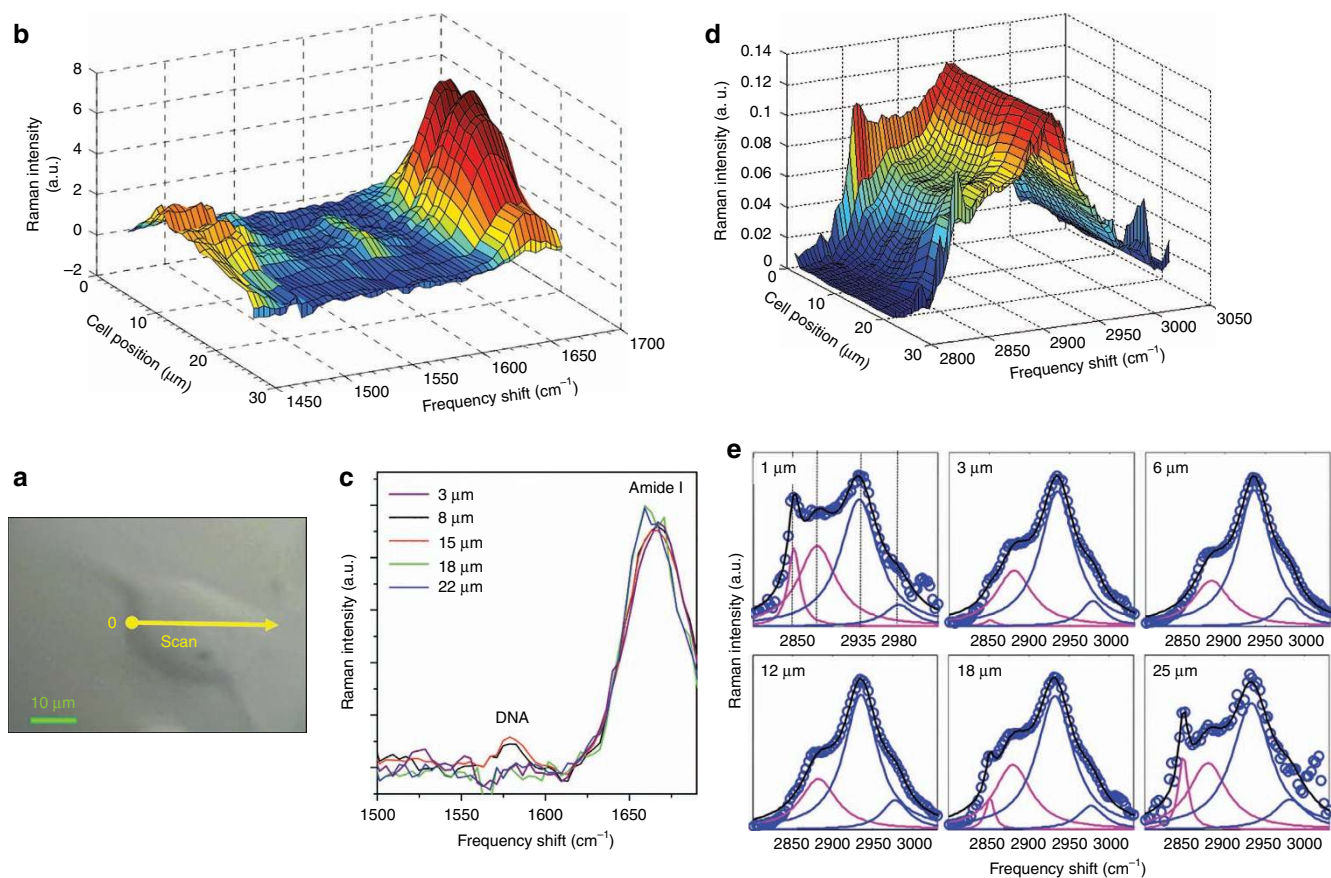 b
Raman intensity
(a.u.)
8
6
4
2
0
−2
0
10
20
30
Cell position (μm)
1450
1500
1550
1600
1650
1700
Frequency shift (cm⁻¹)
d
Raman intensity (a. u.)
0.14
0.12
0.1
0.08
0.06
0.04
0.02
0
0
10
20
30
Cell position (μm)
2800
2850
2900
2950
3000
3050
Frequency shift (cm⁻¹)
a
0
Scan
10 μm
c
Raman intensity (a.u.)
3 μm
8 μm
15 μm
18 μm
22 μm
Amide I
DNA
1500
1550
1600
1650
Frequency shift (cm⁻¹)
e
Raman intensity (a.u.)
1 μm
3 μm
6 μm
2850 2935 2980
2850 2900 2950 3000
2850 2900 2950 3000
12 μm
18 μm
25 μm
2850 2900 2950 3000
2850 2900 2950 3000
2850 2900 2950 3000
Frequency shift (cm⁻¹)